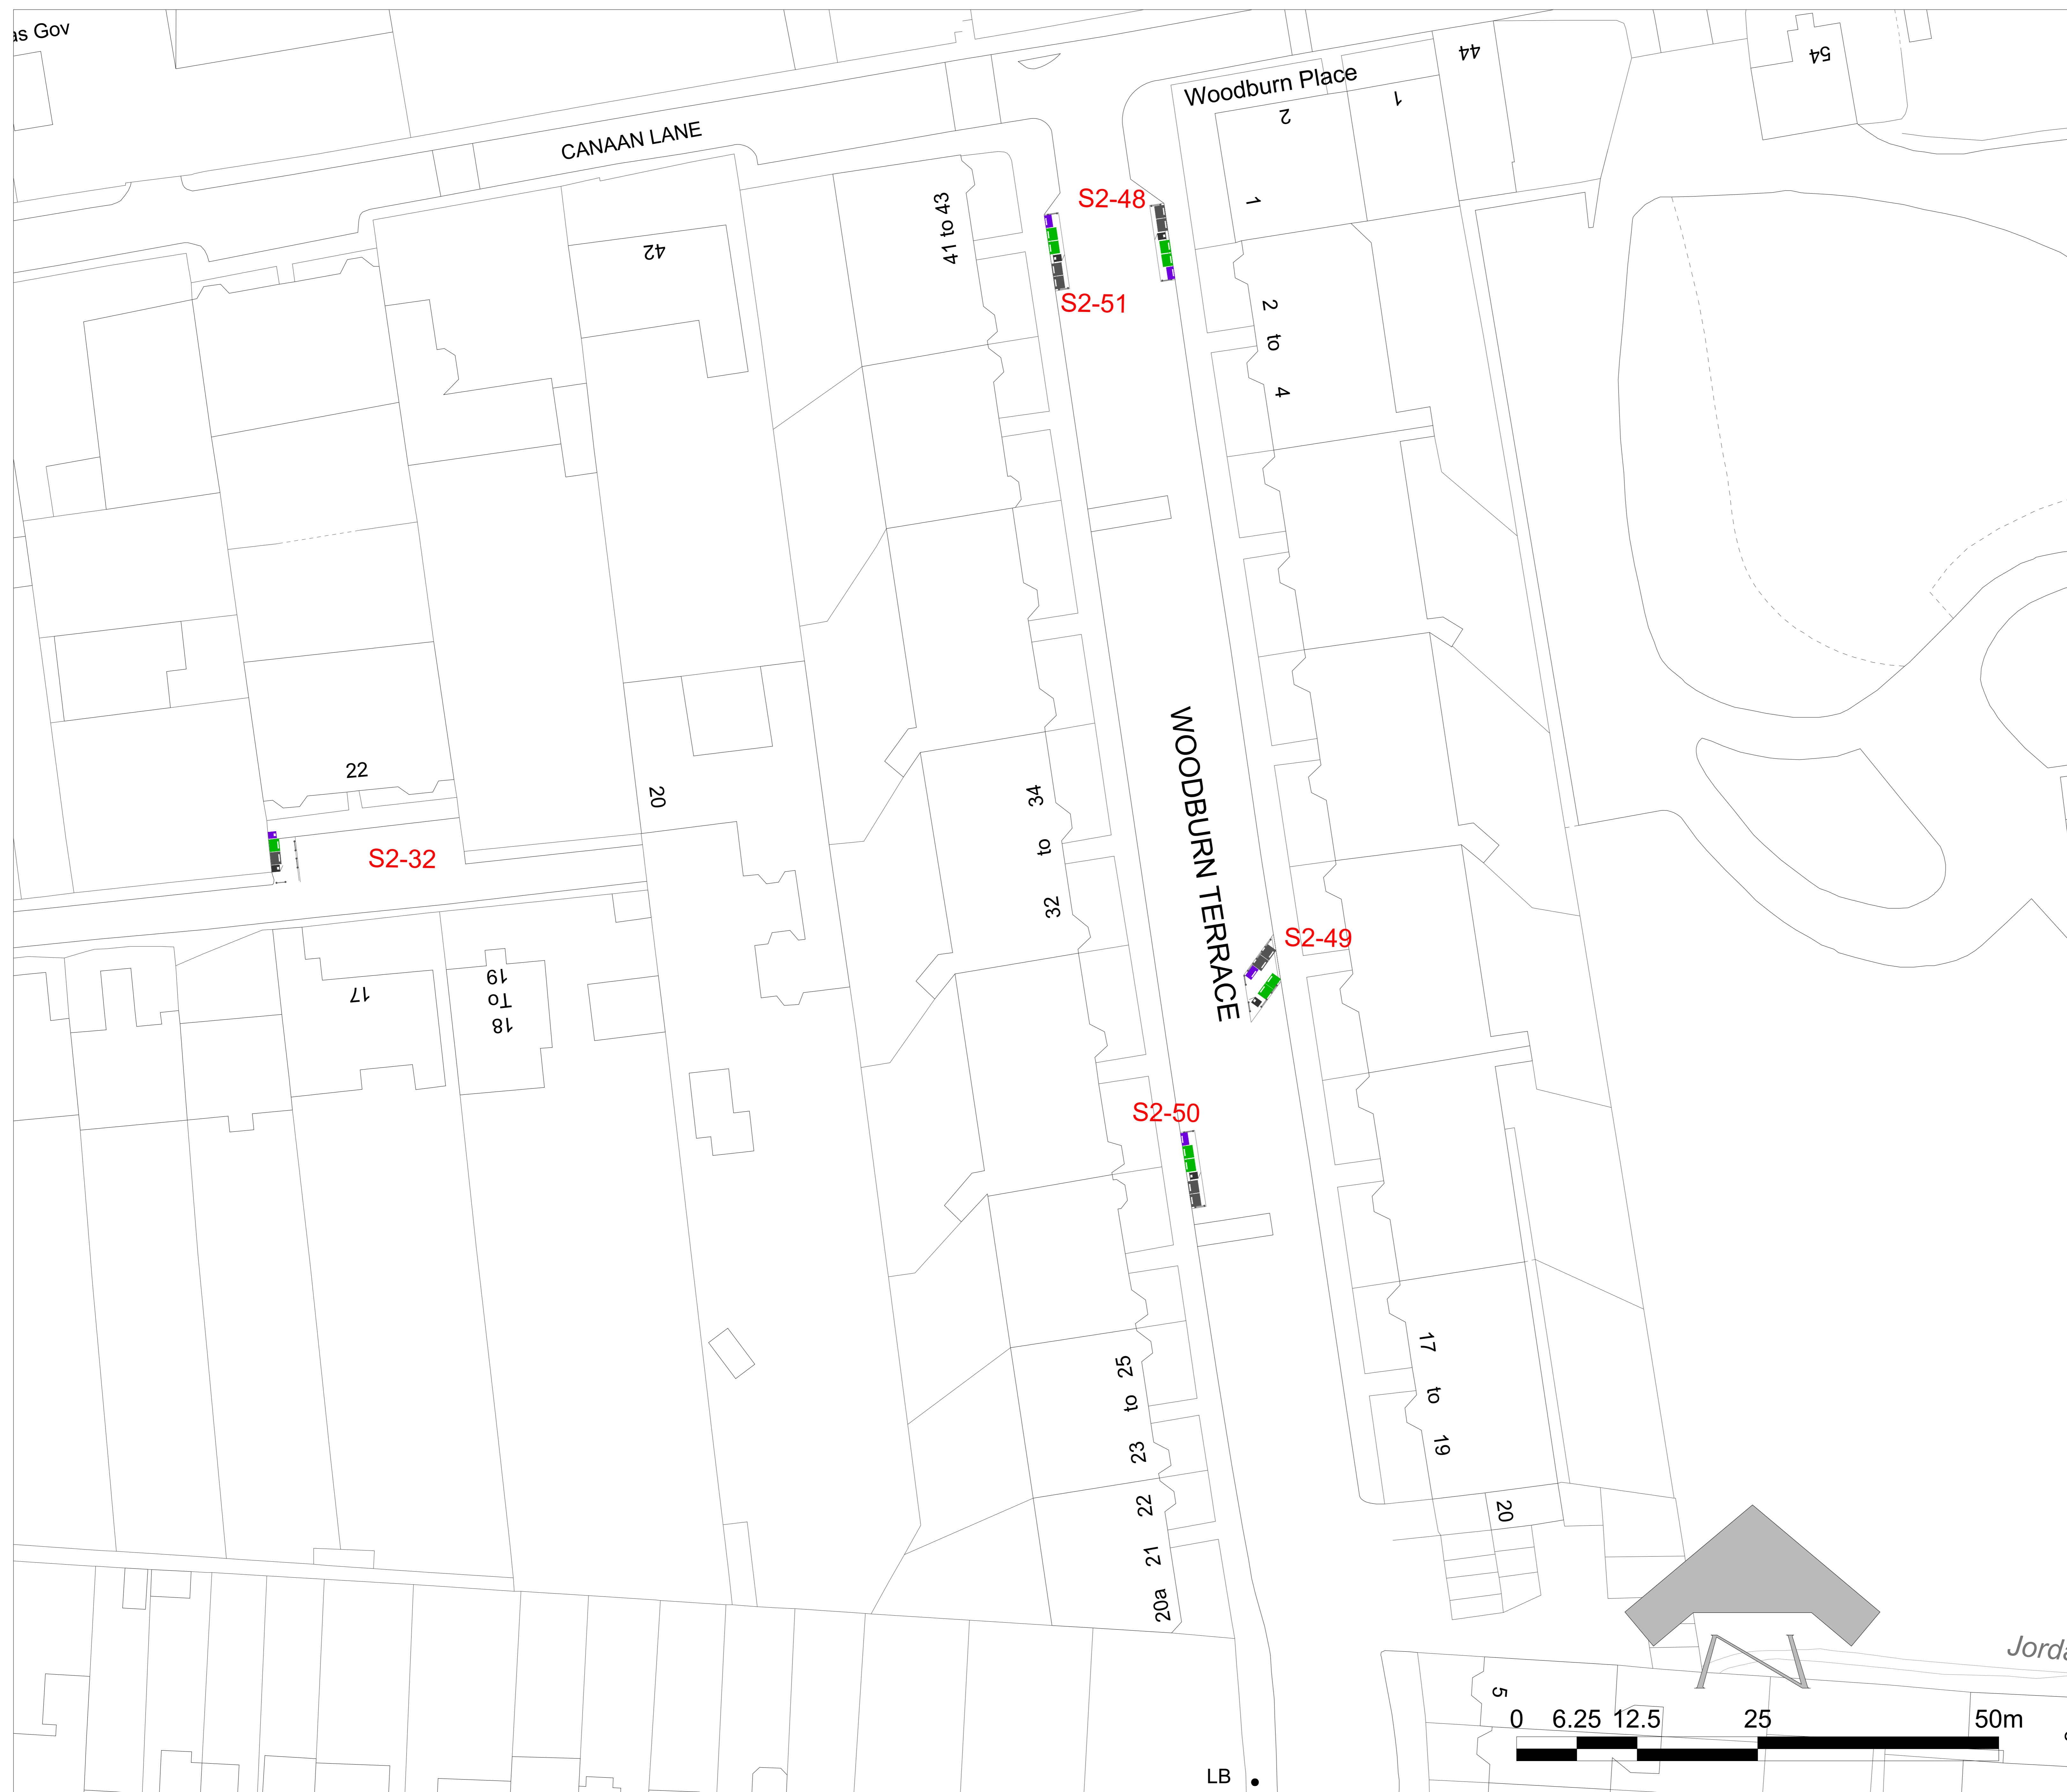 as Gov
44
54
Woodburn Place
2
1
CANAAN LANE
1
S2-48
41 to 43
42
S2-51
2 to 4
WOODBURN TERRACE
22
20
34 to 32
S2-32
S2-49
17
19 To 18
S2-50
17 to 19
25 to 23
22
21
20a
20
N
Jorda
5
0 6.25 12.5 25 50m
LB